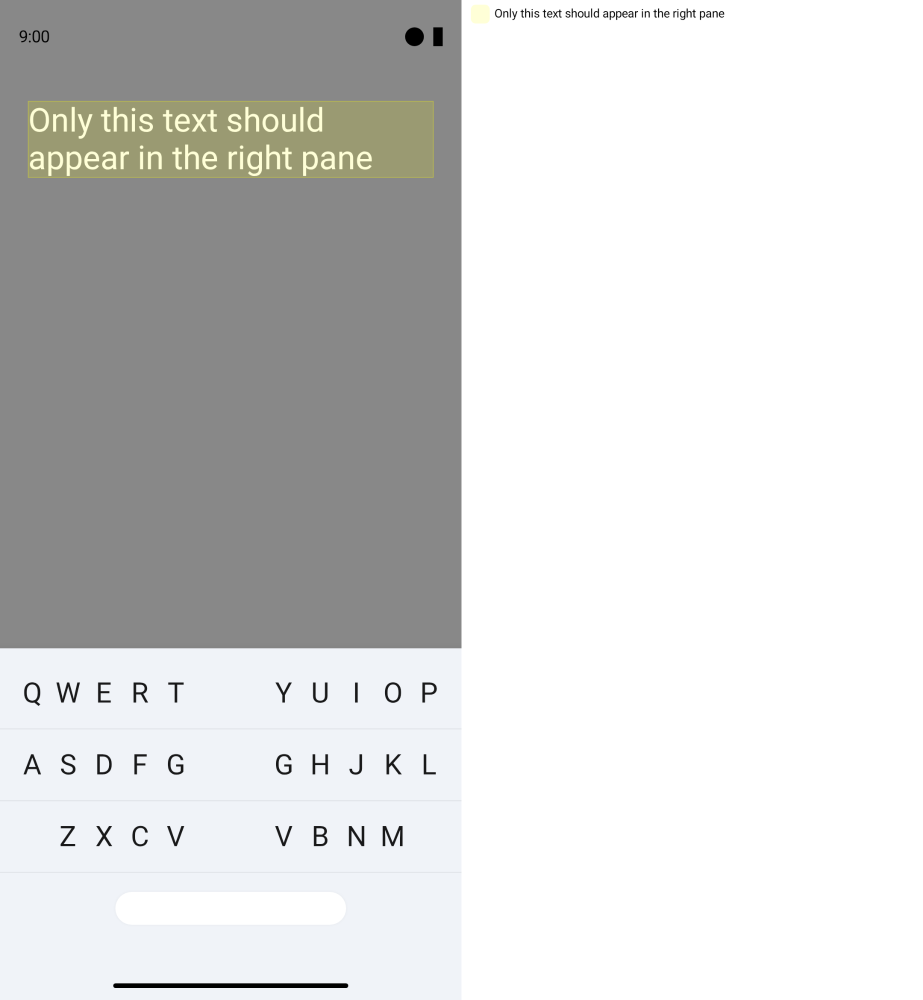 9:00
Only this text should
appear in the right pane
Q W E R T Y U I O P
A S D F G G H J K L
Z X C V V B N M
Only this text should appear in the right pane